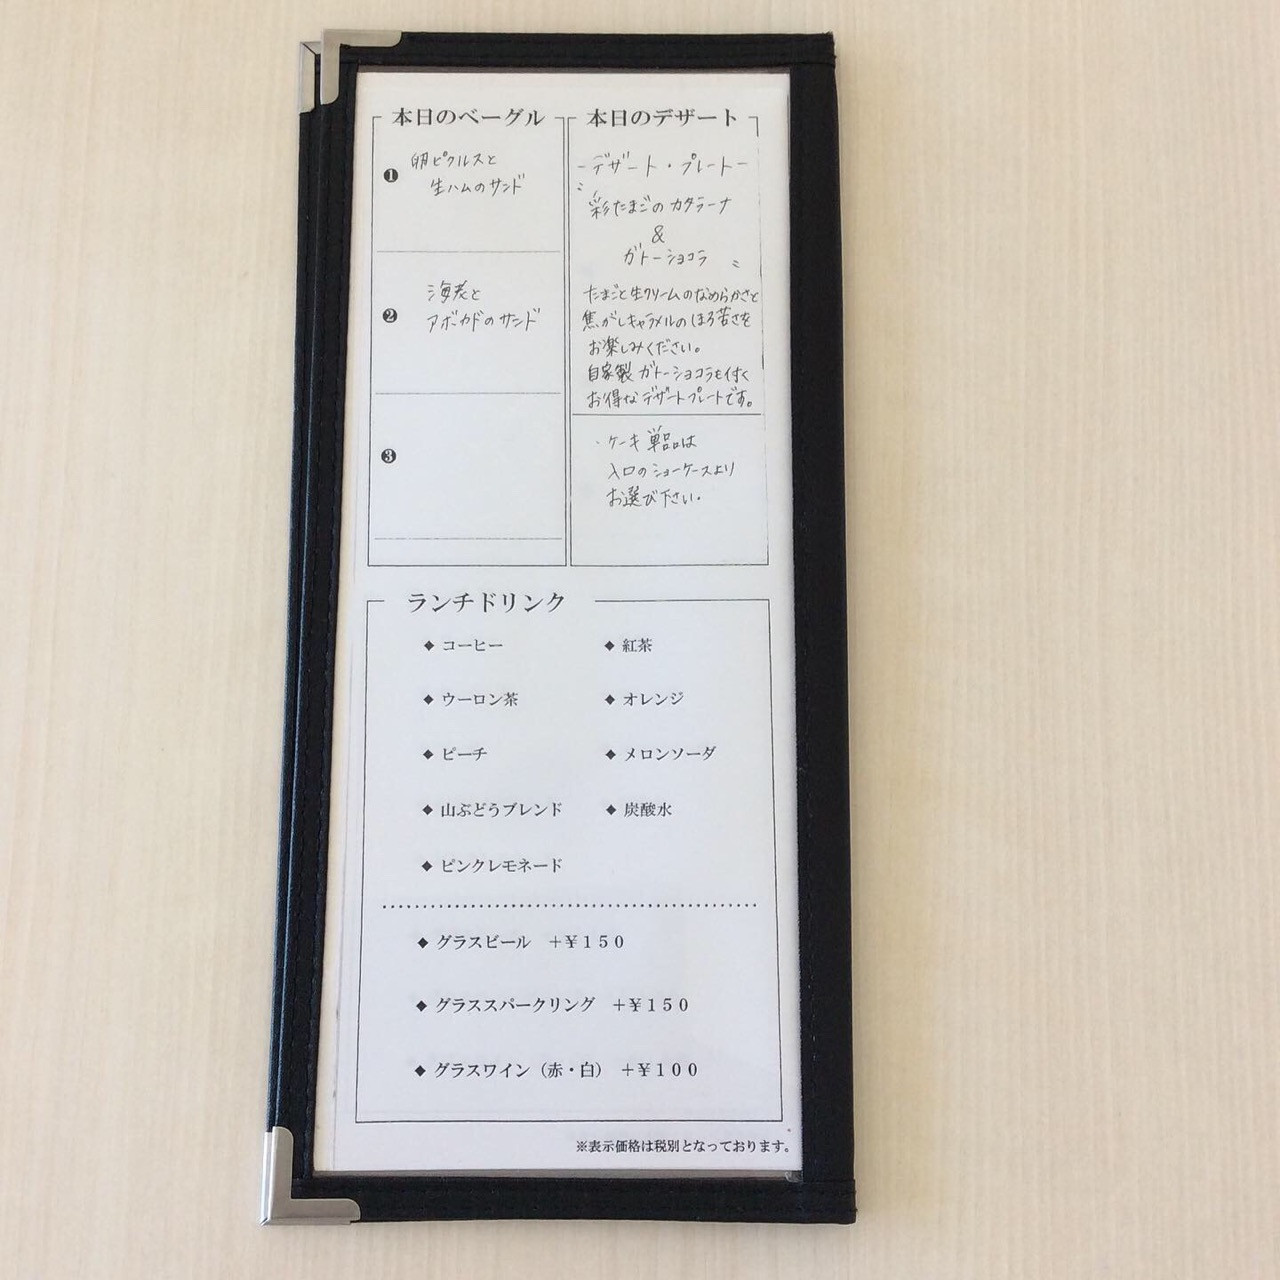 本日のベーグル
❶ 卵ピクルスと
生ハムのサンド
❷ 海老と
アボカドのサンド
❸
本日のデザート
-デザート・プレート-
〝彩たまごのカタラーナ
&
ガトーショコラ〟
たまごと生クリームのなめらかさと
焦がしキャラメルのほろ苦さを
お楽しみください。
自家製ガトーショコラも付く
お得なデザートプレートです。
・ケーキ単品は
入口のショーケースより
お選び下さい。
ランチドリンク
◆ コーヒー
◆ 紅茶
◆ ウーロン茶
◆ オレンジ
◆ ピーチ
◆ メロンソーダ
◆ 山ぶどうブレンド
◆ 炭酸水
◆ ピンクレモネード
◆ グラスビール +¥150
◆ グラススパークリング +¥150
◆ グラスワイン(赤・白) +¥100
※表示価格は税別となっております。